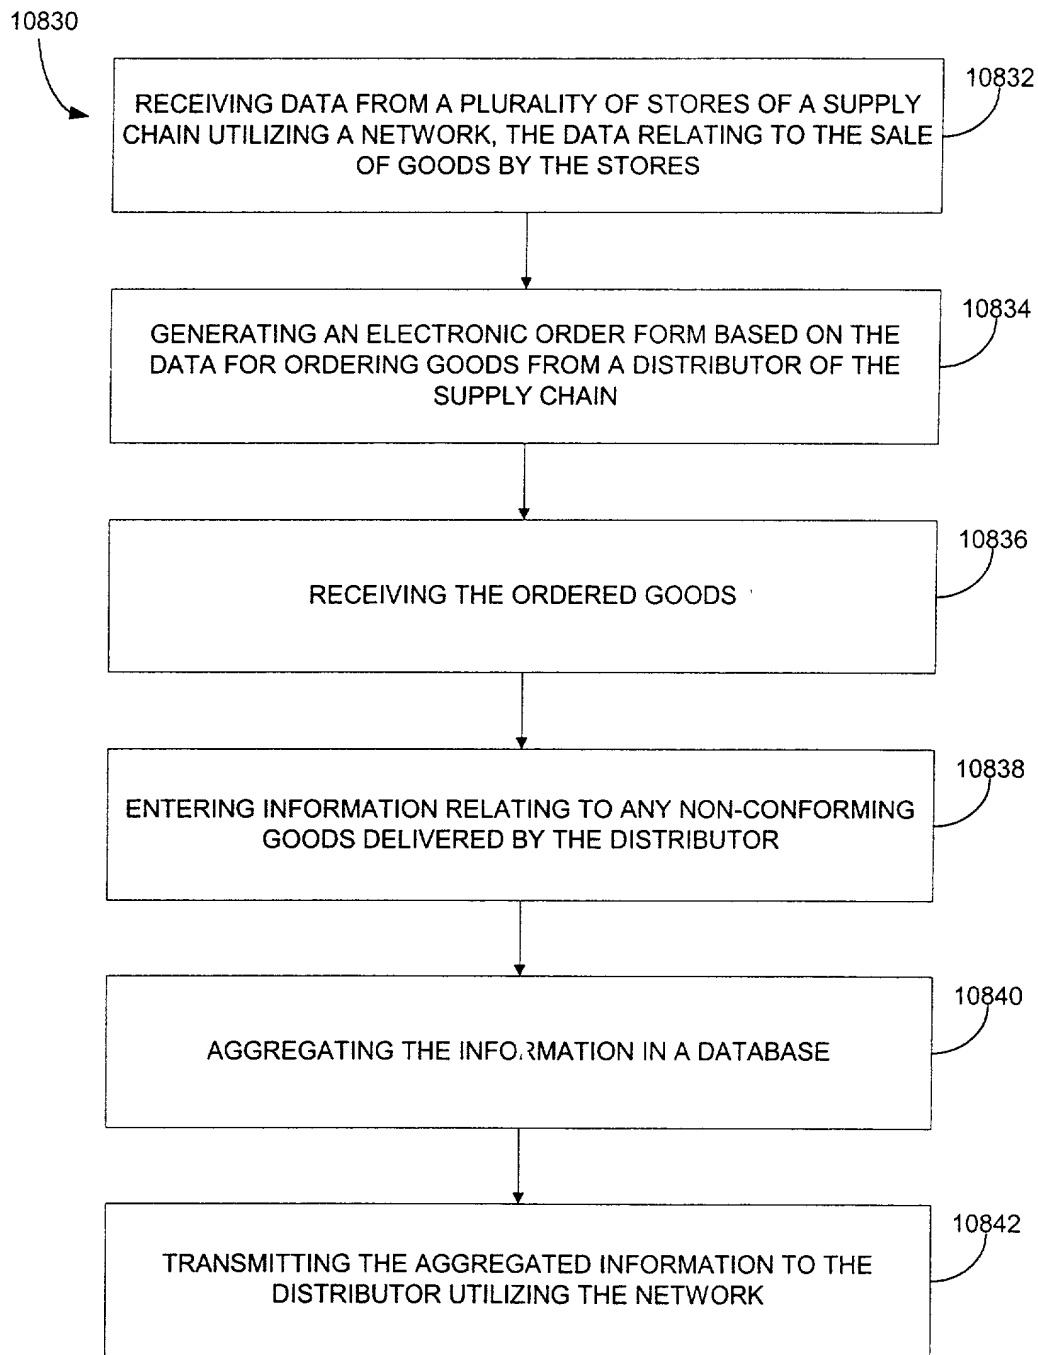 10830
10832
RECEIVING DATA FROM A PLURALITY OF STORES OF A SUPPLY
CHAIN UTILIZING A NETWORK, THE DATA RELATING TO THE SALE
OF GOODS BY THE STORES
10834
GENERATING AN ELECTRONIC ORDER FORM BASED ON THE
DATA FOR ORDERING GOODS FROM A DISTRIBUTOR OF THE
SUPPLY CHAIN
10836
RECEIVING THE ORDERED GOODS
10838
ENTERING INFORMATION RELATING TO ANY NON-CONFORMING
GOODS DELIVERED BY THE DISTRIBUTOR
10840
AGGREGATING THE INFORMATION IN A DATABASE
10842
TRANSMITTING THE AGGREGATED INFORMATION TO THE
DISTRIBUTOR UTILIZING THE NETWORK